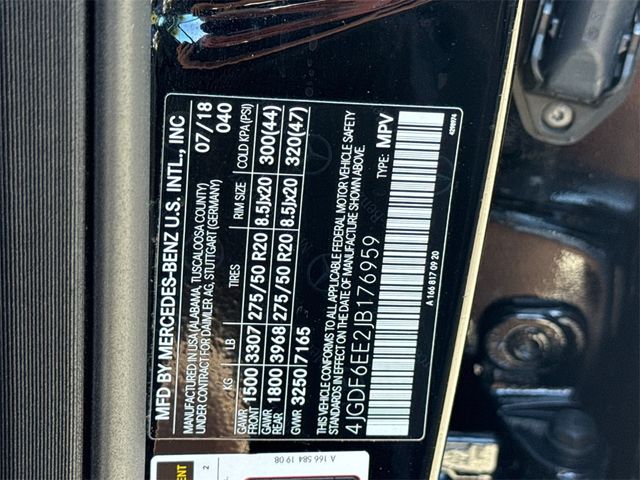 MFD BY MERCEDES-BENZ U.S. INTL., INC
MANUFACTURED IN USA (ALABAMA, TUSCALOOSA COUNTY)
UNDER CONTRACT FOR DAIMLER AG, STUTTGART (GERMANY)
07/18
040
KG LB TIRES RIM SIZE COLD KPA (PSI)
GAWR FRONT 1500 3307 275/50 R20 8.5Jx20 300(44)
GAWR REAR 1800 3968 275/50 R20 8.5Jx20 320(47)
GVWR 3250 7165
THIS VEHICLE CONFORMS TO ALL APPLICABLE FEDERAL MOTOR VEHICLE SAFETY
STANDARDS IN EFFECT ON THE DATE OF MANUFACTURE SHOWN ABOVE.
4JGDF6EE2JB176959 TYPE: MPV
A 166 817 09 20
A 166 584 19 08
2